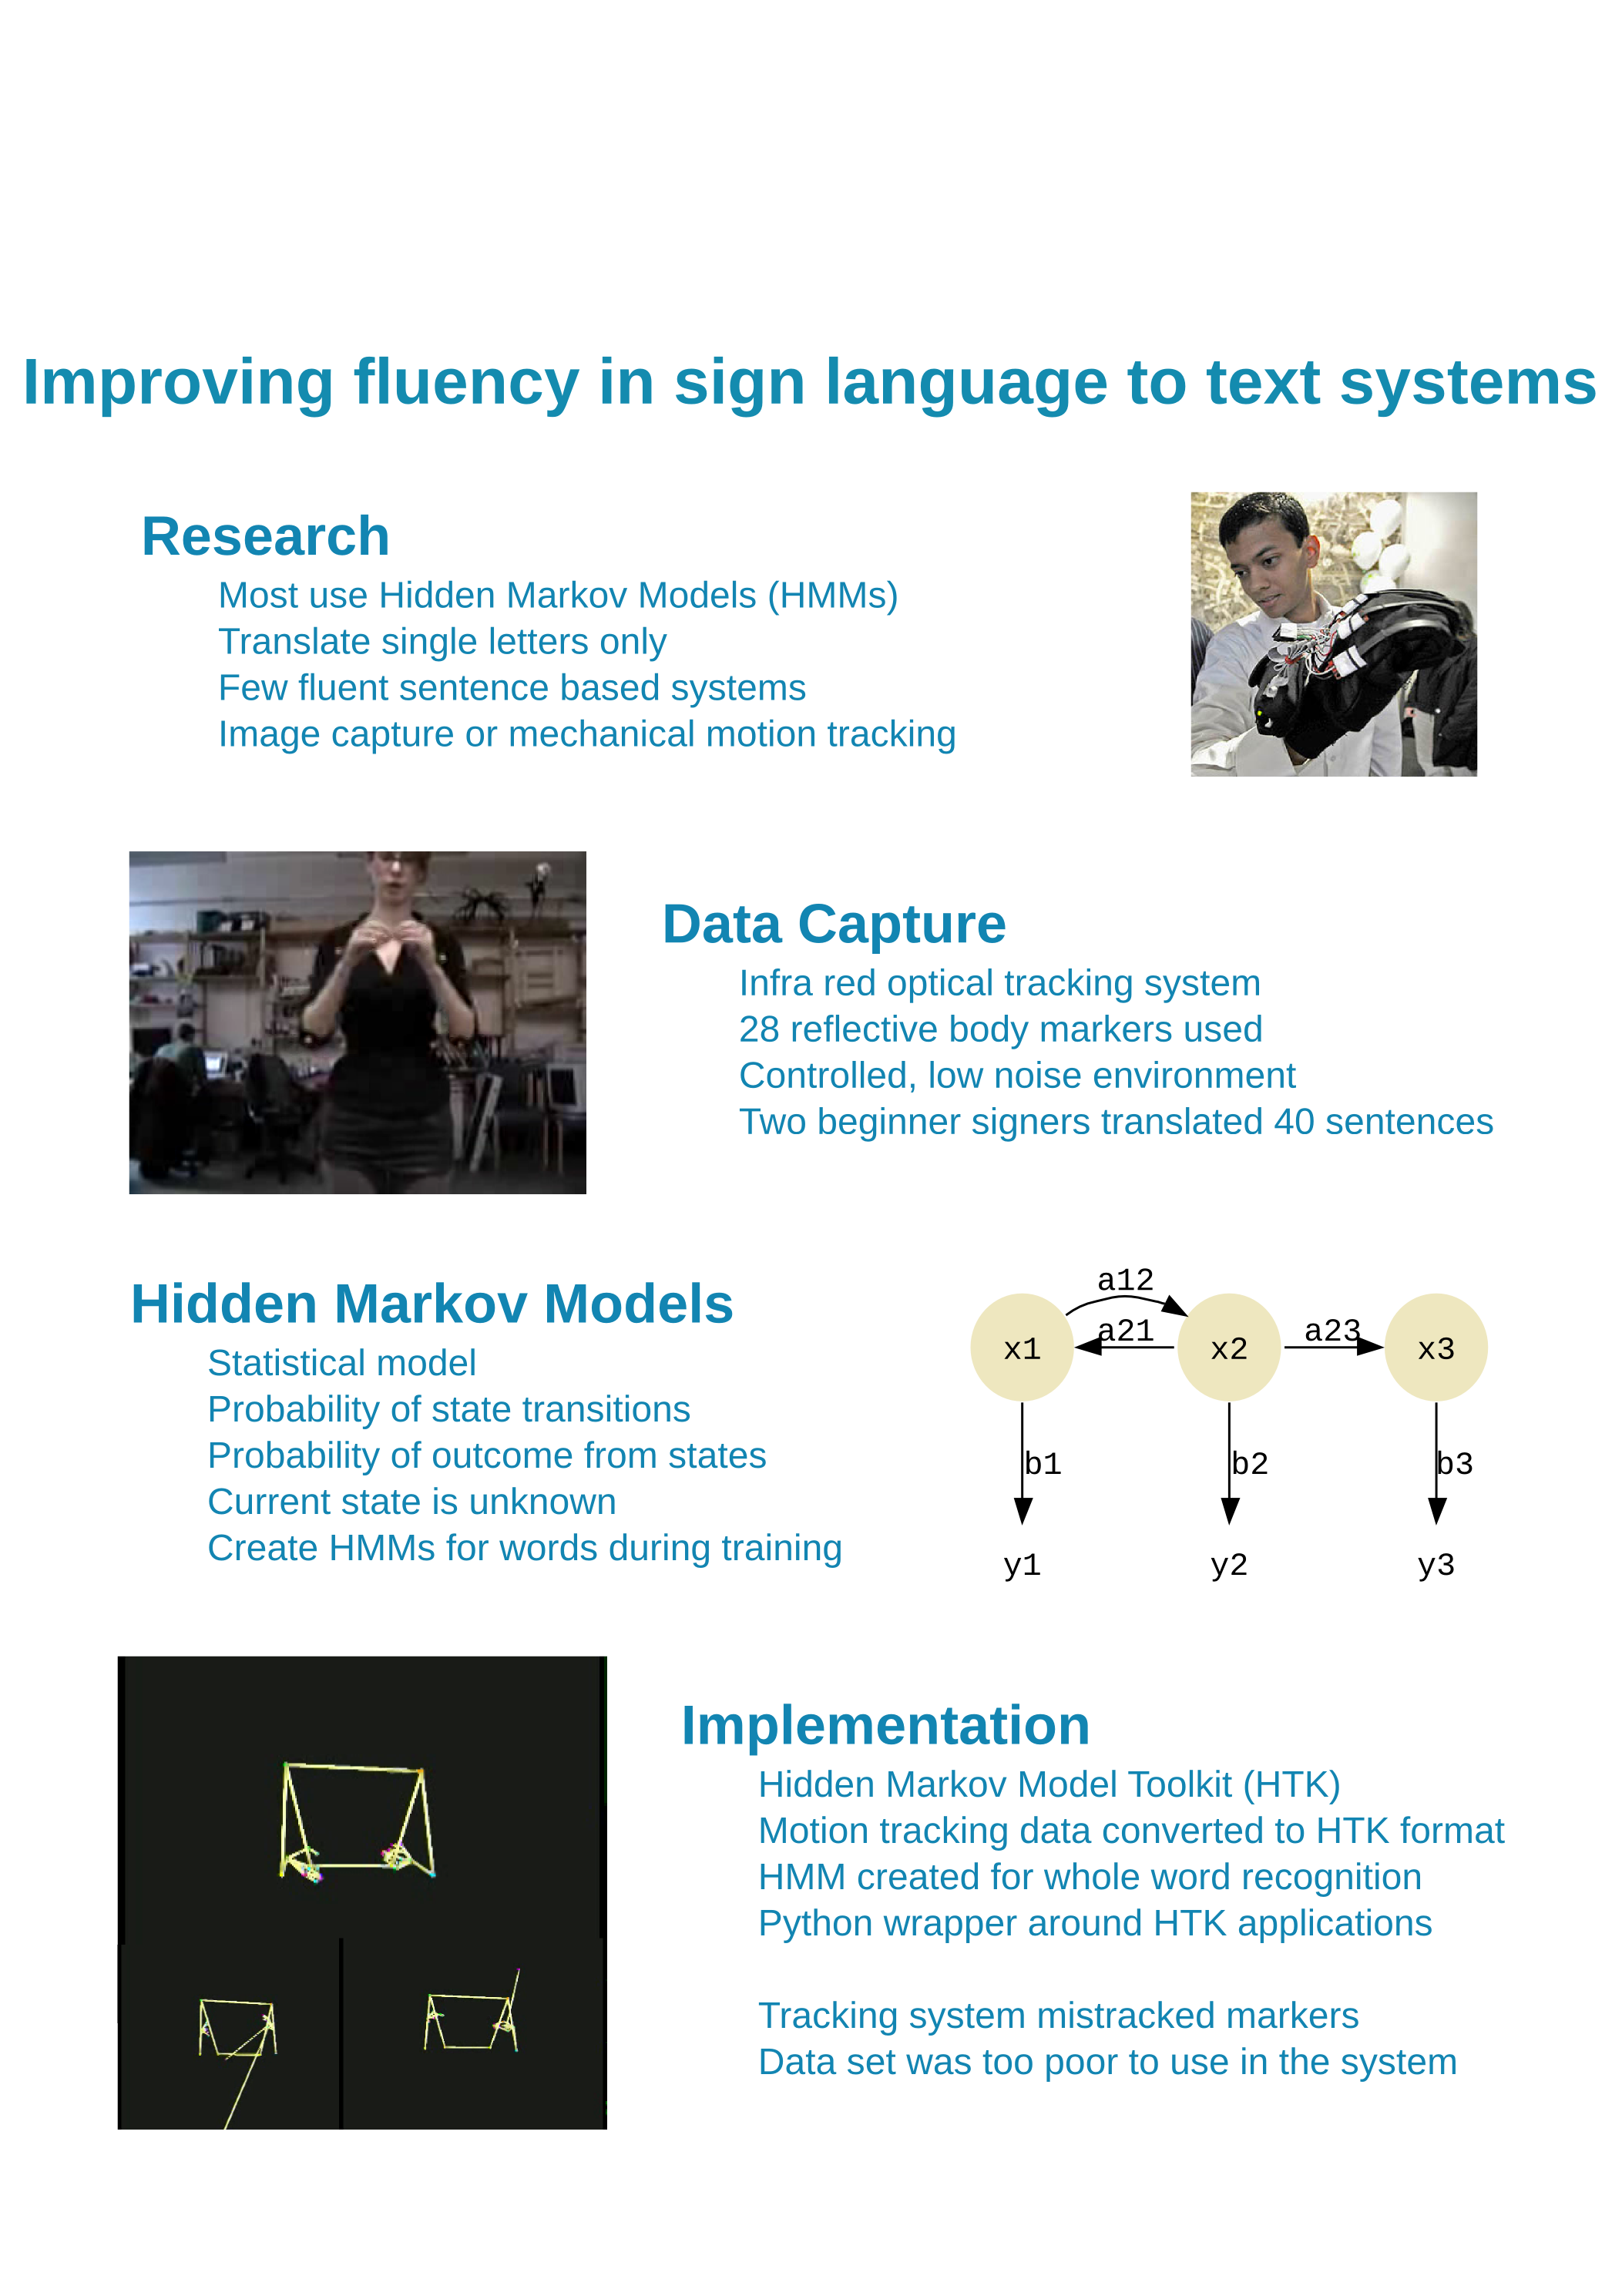 Improving fluency in sign language to text systems
Research
Most use Hidden Markov Models (HMMs)
Translate single letters only
Few fluent sentence based systems
Image capture or mechanical motion tracking
Data Capture
Infra red optical tracking system
28 reflective body markers used
Controlled, low noise environment
Two beginner signers translated 40 sentences
Hidden Markov Models
Statistical model
Probability of state transitions
Probability of outcome from states
Current state is unknown
Create HMMs for words during training
a12
a21
a23
x1
x2
x3
b1
b2
b3
y1
y2
y3
Implementation
Hidden Markov Model Toolkit (HTK)
Motion tracking data converted to HTK format
HMM created for whole word recognition
Python wrapper around HTK applications
Tracking system mistracked markers
Data set was too poor to use in the system